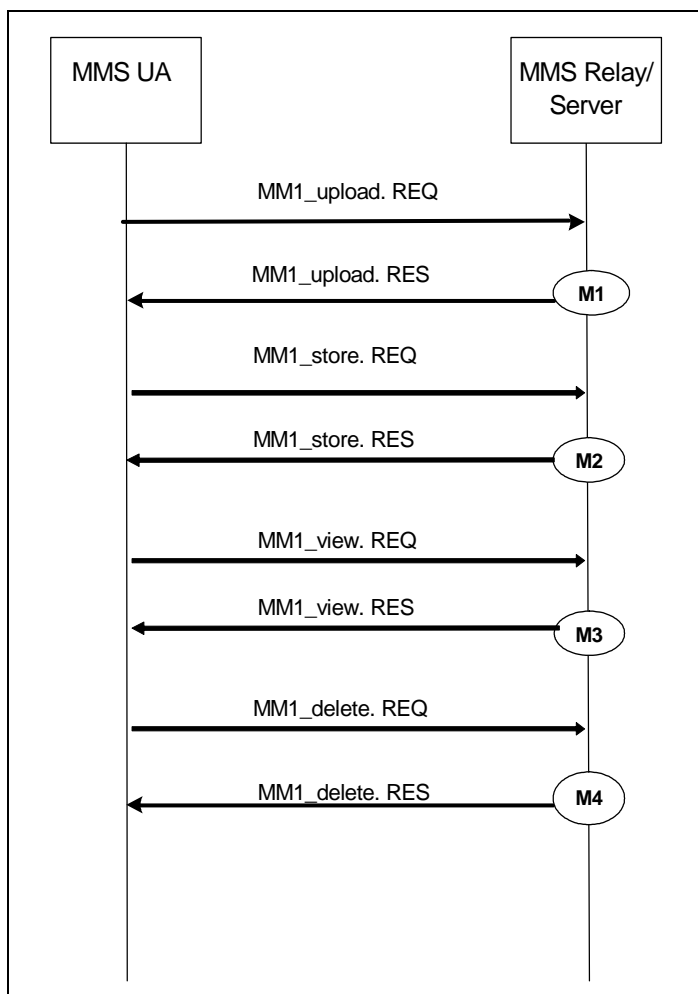 MMS UA
MMS Relay/
Server
MM1_upload. REQ
MM1_upload. RES
M1
MM1_store. REQ
MM1_store. RES
M2
MM1_view. REQ
MM1_view. RES
M3
MM1_delete. REQ
MM1_delete. RES
M4